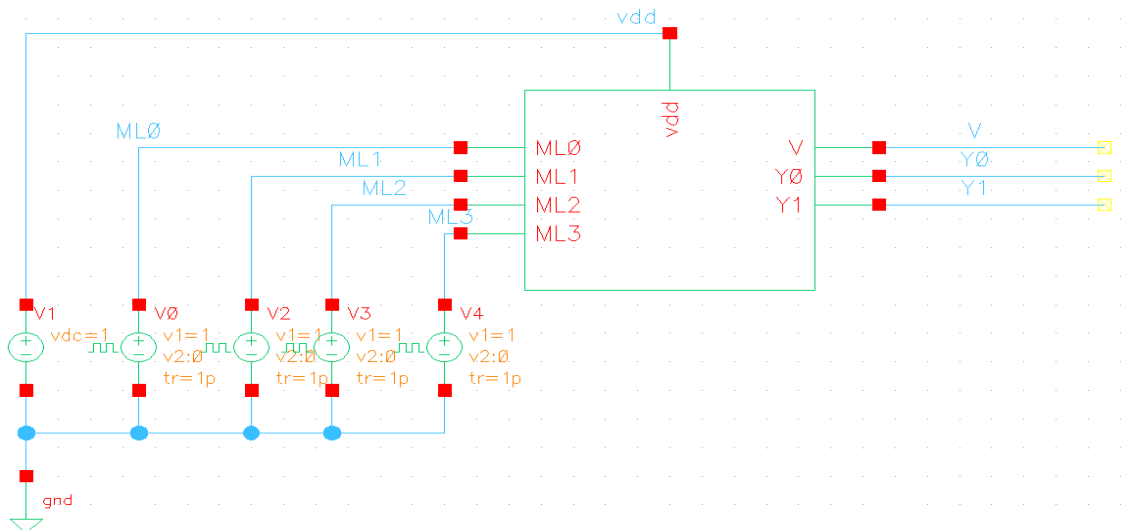 vdd
vdd
ML0
ML1
ML2
ML3
ML0
ML1
ML2
ML3
V
Y0
Y1
V
Y0
Y1
V1
vdc=1
V0
v1=1
v2:0
tr=1p
V2
v1=1
v2:0
tr=1p
V3
v1=1
v2:0
tr=1p
V4
v1=1
v2:0
tr=1p
gnd